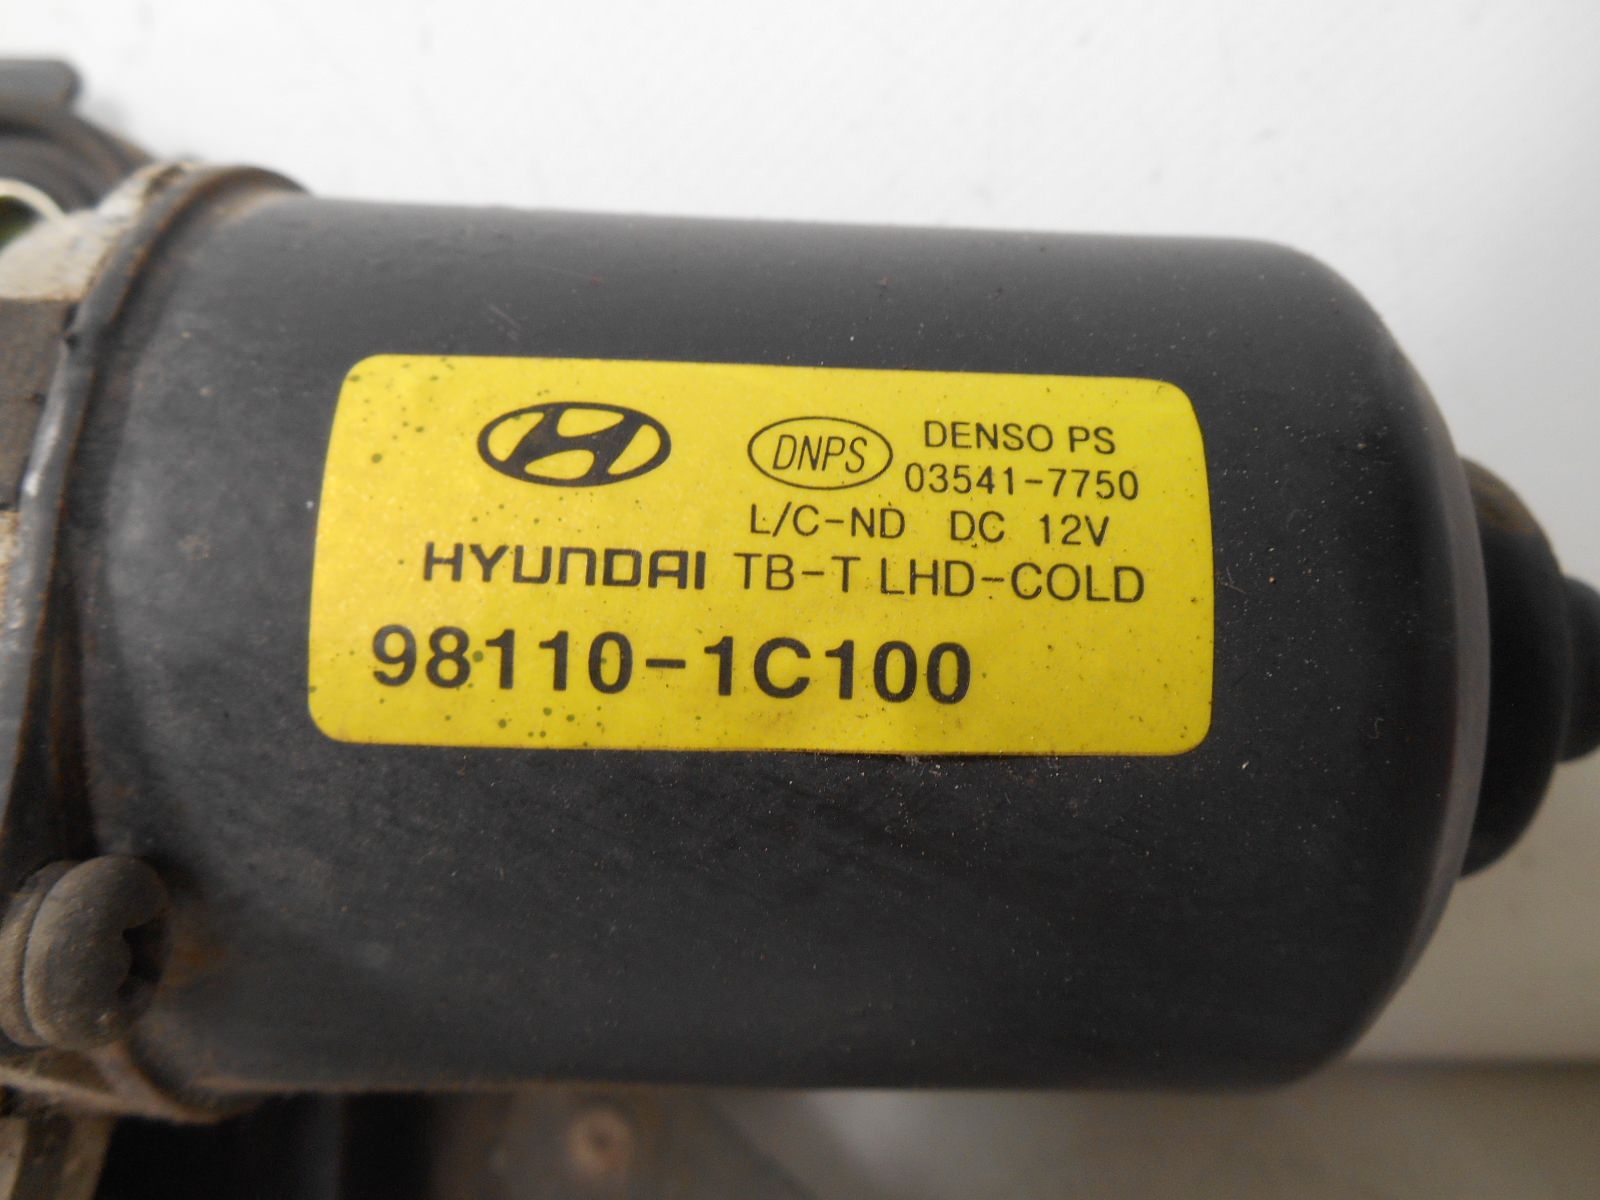 DNPS DENSO PS
03541-7750
L/C-ND DC 12V
HYUNDAI TB-T LHD-COLD
98110-1C100